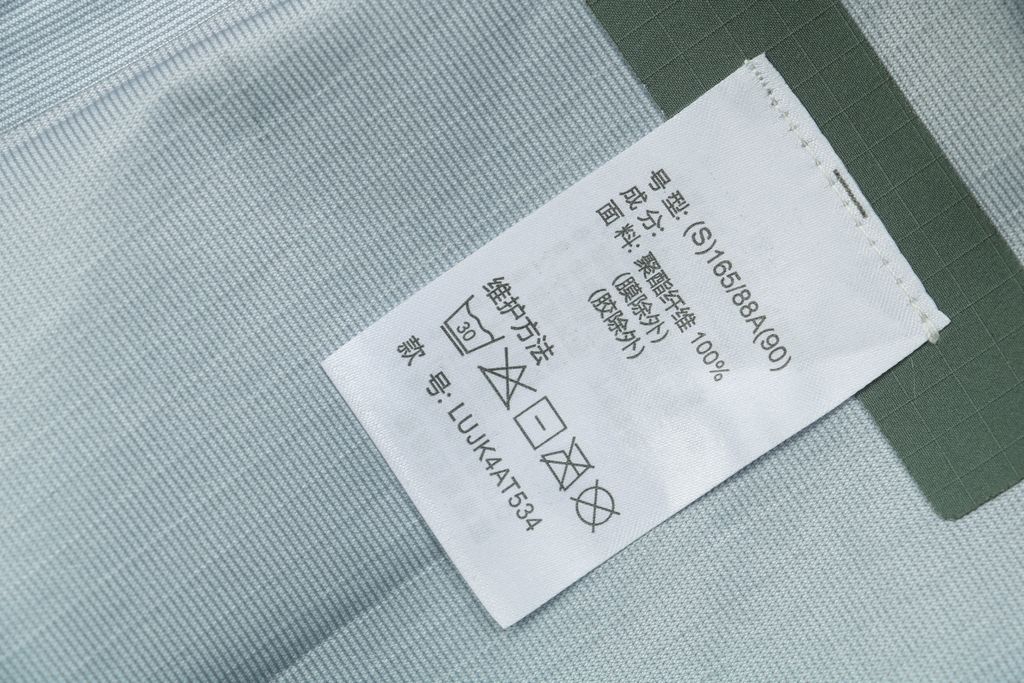 号 型: (S)165/88A(90)
成 分:
面 料: 聚酯纤维 100%
(膜除外)
(胶除外)
维护方法
30
款 号: LUJK4AT534